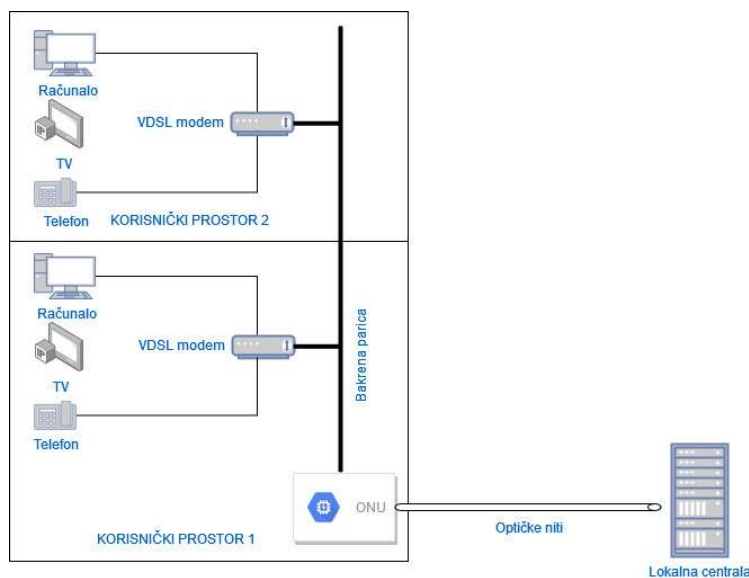 Računalo
VDSL modem
TV
Telefon
KORISNIČKI PROSTOR 2
Računalo
VDSL modem
TV
Telefon
Bakrena parica
ONU
KORISNIČKI PROSTOR 1
Optičke niti
Lokalna centrala